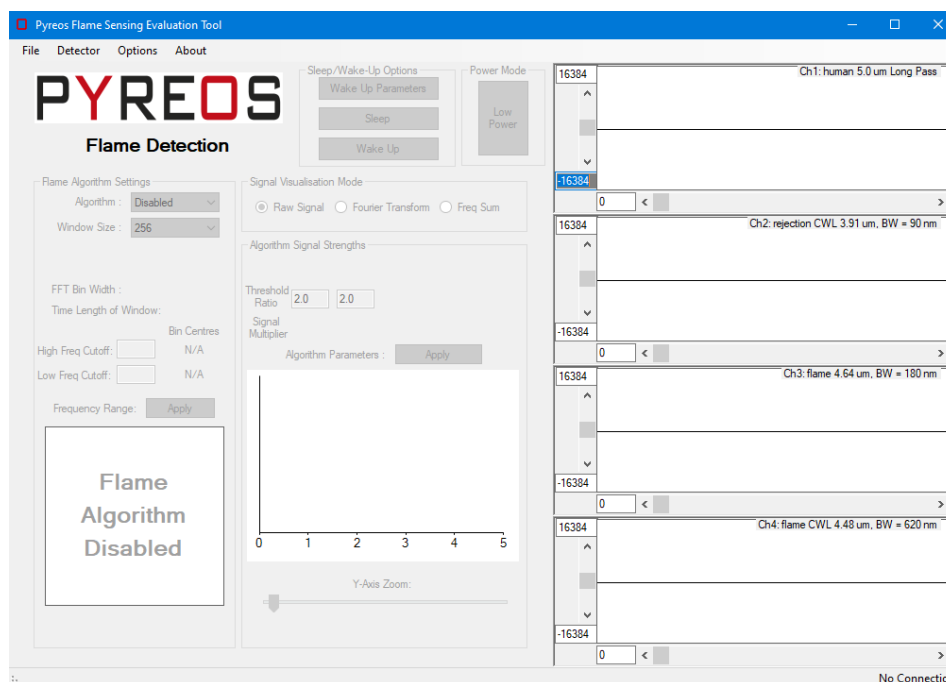 Pyreos Flame Sensing Evaluation Tool
File Detector Options About
PYREOS
Flame Detection
Sleep/Wake-Up Options
Wake Up Parameters
Sleep
Wake Up
Power Mode
Low
Power
Flame Algorithm Settings
Algorithm : Disabled
Window Size : 256
FFT Bin Width :
Time Length of Window:
Bin Centres
High Freq Cutoff: N/A
Low Freq Cutoff: N/A
Frequency Range: Apply
Flame
Algorithm
Disabled
Signal Visualisation Mode
Raw Signal Fourier Transform Freq Sum
Algorithm Signal Strengths
Threshold
Ratio 2.0 2.0
Signal
Multiplier
Algorithm Parameters : Apply
0 1 2 3 4 5
Y-Axis Zoom:
16384 Ch1: human 5.0 um Long Pass
-16384
0
16384 Ch2: rejection CWL 3.91 um, BW = 90 nm
-16384
0
16384 Ch3: flame 4.64 um, BW = 180 nm
-16384
0
16384 Ch4: flame CWL 4.48 um, BW = 620 nm
-16384
0
No Connectio